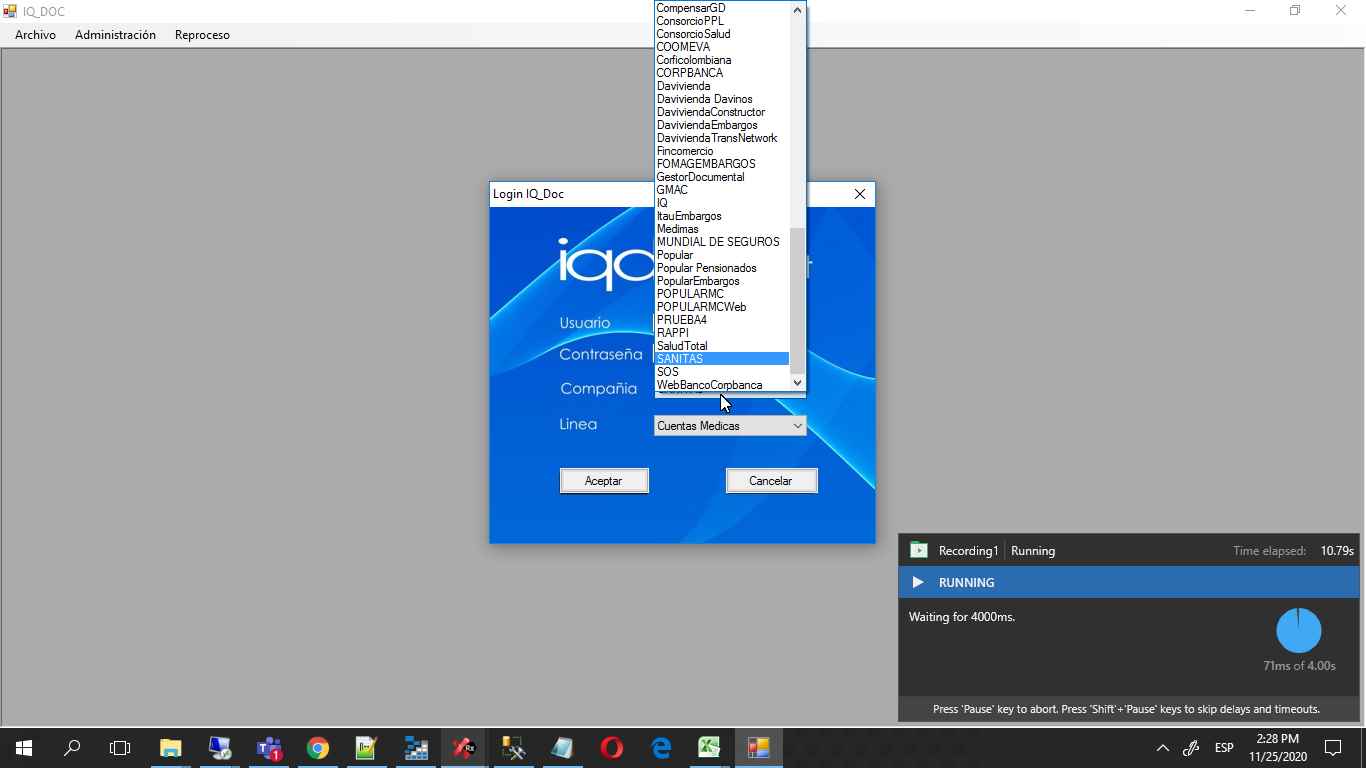 IQ_DOC
Archivo Administración Reproceso
CompensarGD
ConsorcioPPL
ConsorcioSalud
COOMEVA
Corficolombiana
CORPBANCA
Davivienda
Davivienda Davinos
DaviviendaConstructor
DaviviendaEmbargos
DaviviendaTransNetwork
Fincomercio
FOMAGEMBARGOS
GestorDocumental
GMAC
IQ
ItauEmbargos
Medimas
MUNDIAL DE SEGUROS
Popular
Popular Pensionados
PopularEmbargos
POPULARMC
POPULARMCWeb
PRUEBA4
RAPPI
SaludTotal
SANITAS
SOS
WebBancoCorpbanca
Login IQ_Doc
Usuario
Contraseña
Compañia
Linea
Cuentas Medicas
Aceptar
Cancelar
Recording1 Running Time elapsed: 10.79s
RUNNING
Waiting for 4000ms.
71ms of 4.00s
Press 'Pause' key to abort. Press 'Shift'+'Pause' keys to skip delays and timeouts.
1
ESP
2:28 PM
11/25/2020